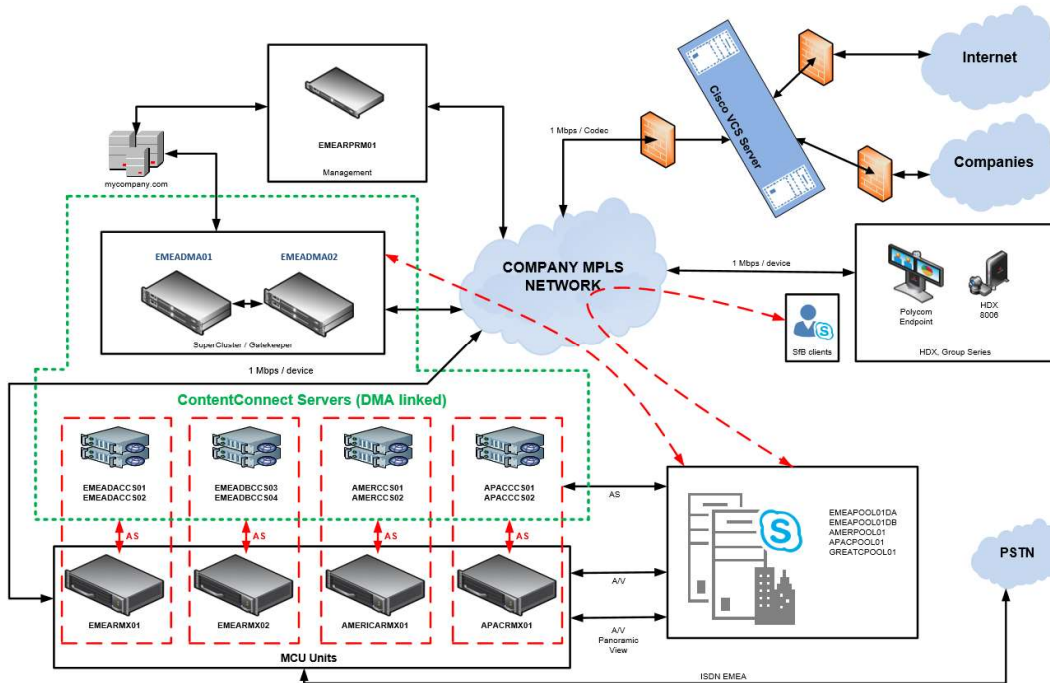 Internet
Cisco VCS Server
1 Mbps / Codec
Companies
EMEARPRM01
Management
mycompany.com
EMEADMA01
EMEADMA02
SuperCluster / Gatekeeper
COMPANY MPLS
NETWORK
1 Mbps / device
Polycom
Endpoint
HDX
8006
HDX, Group Series
SfB clients
1 Mbps / device
ContentConnect Servers (DMA linked)
EMEADACCS01
EMEADACCS02
EMEADBCCS03
EMEADBCCS04
AMERCCS01
AMERCCS02
APACCCS01
APACCCS02
AS
AS
AS
AS
AS
EMEAPOOL01DA
EMEAPOOL01DB
AMERPOOL01
APACPOOL01
GREATCPOOL01
S
S
PSTN
A/V
EMEARMX01
EMEARMX02
AMERICARMX01
APACRMX01
A/V
Panoramic
View
MCU Units
ISDN EMEA